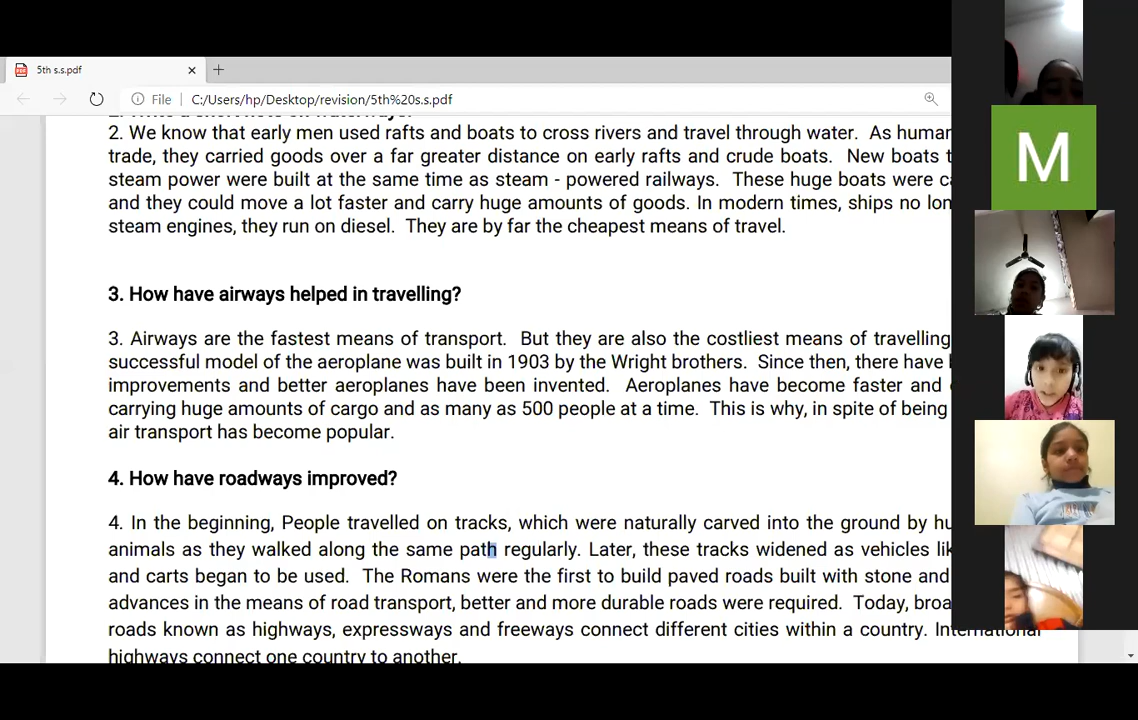 5th s.s.pdf
File C:/Users/hp/Desktop/revision/5th%20s.s.pdf
2. We know that early men used rafts and boats to cross rivers and travel through water. As human
trade, they carried goods over a far greater distance on early rafts and crude boats. New boats
steam power were built at the same time as steam - powered railways. These huge boats were
and they could move a lot faster and carry huge amounts of goods. In modern times, ships no
steam engines, they run on diesel. They are by far the cheapest means of travel.
3. How have airways helped in travelling?
3. Airways are the fastest means of transport. But they are also the costliest means of travelling
successful model of the aeroplane was built in 1903 by the Wright brothers. Since then, there have
improvements and better aeroplanes have been invented. Aeroplanes have become faster and
carrying huge amounts of cargo and as many as 500 people at a time. This is why, in spite of being
air transport has become popular.
4. How have roadways improved?
4. In the beginning, People travelled on tracks, which were naturally carved into the ground by
animals as they walked along the same path regularly. Later, these tracks widened as vehicles
and carts began to be used. The Romans were the first to build paved roads built with stone and
advances in the means of road transport, better and more durable roads were required. Today,
roads known as highways, expressways and freeways connect different cities within a country. International
highways connect one country to another.
M